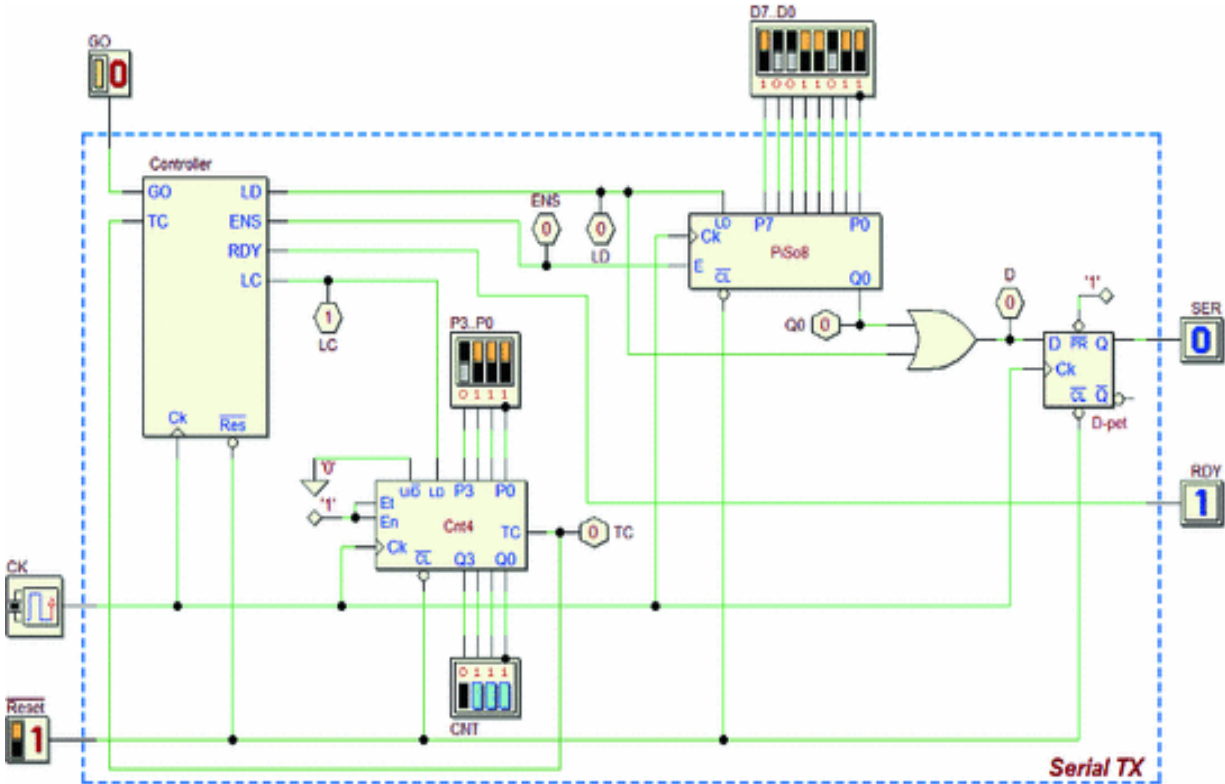 D7..D0
GO
0
1 0 0 1 1 0 1 1
Controller
GO LD
TC ENS
RDY
LC
Ck Res
ENS
0
0
LD
LD P7 P0
Ck
PiSo8
E
CL Q0
1
LC
P3..P0
0 1 1 1
Q0 0
D
0
'1'
SER
0
D PR Q
Ck
CL Q
D-pet
RDY
1
'0'
'1'
U/D LD P3 P0
Et
En
Cnt4
TC
Ck
CL Q3 Q0
0 TC
CK
0 1 1 1
CNT
Reset
1
Serial TX